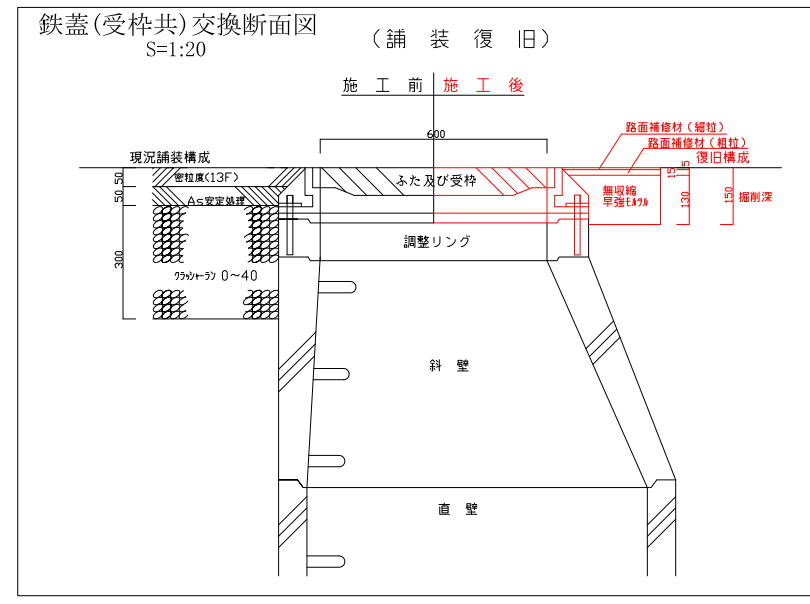 鉄蓋(受枠共)交換断面図
S=1:20
(舗装復旧)
施工前 施工後
600
路面補修材(細粒)
路面補修材(粗粒)
現況舗装構成
復旧構成
50
密粒度(13F)
50
As安定処理
300
クラッシャーラン 0～40
ふた及び受枠
無収縮
早強モルタル
15
5
130
150
掘削深
調整リング
斜壁
直壁